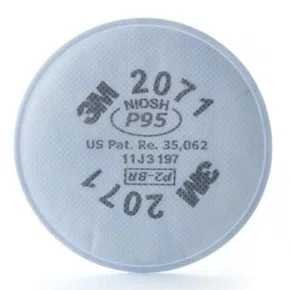 3M 2071
NIOSH
P95
US Pat. Re. 35,062
11J3197
P2-BR
2071 3M